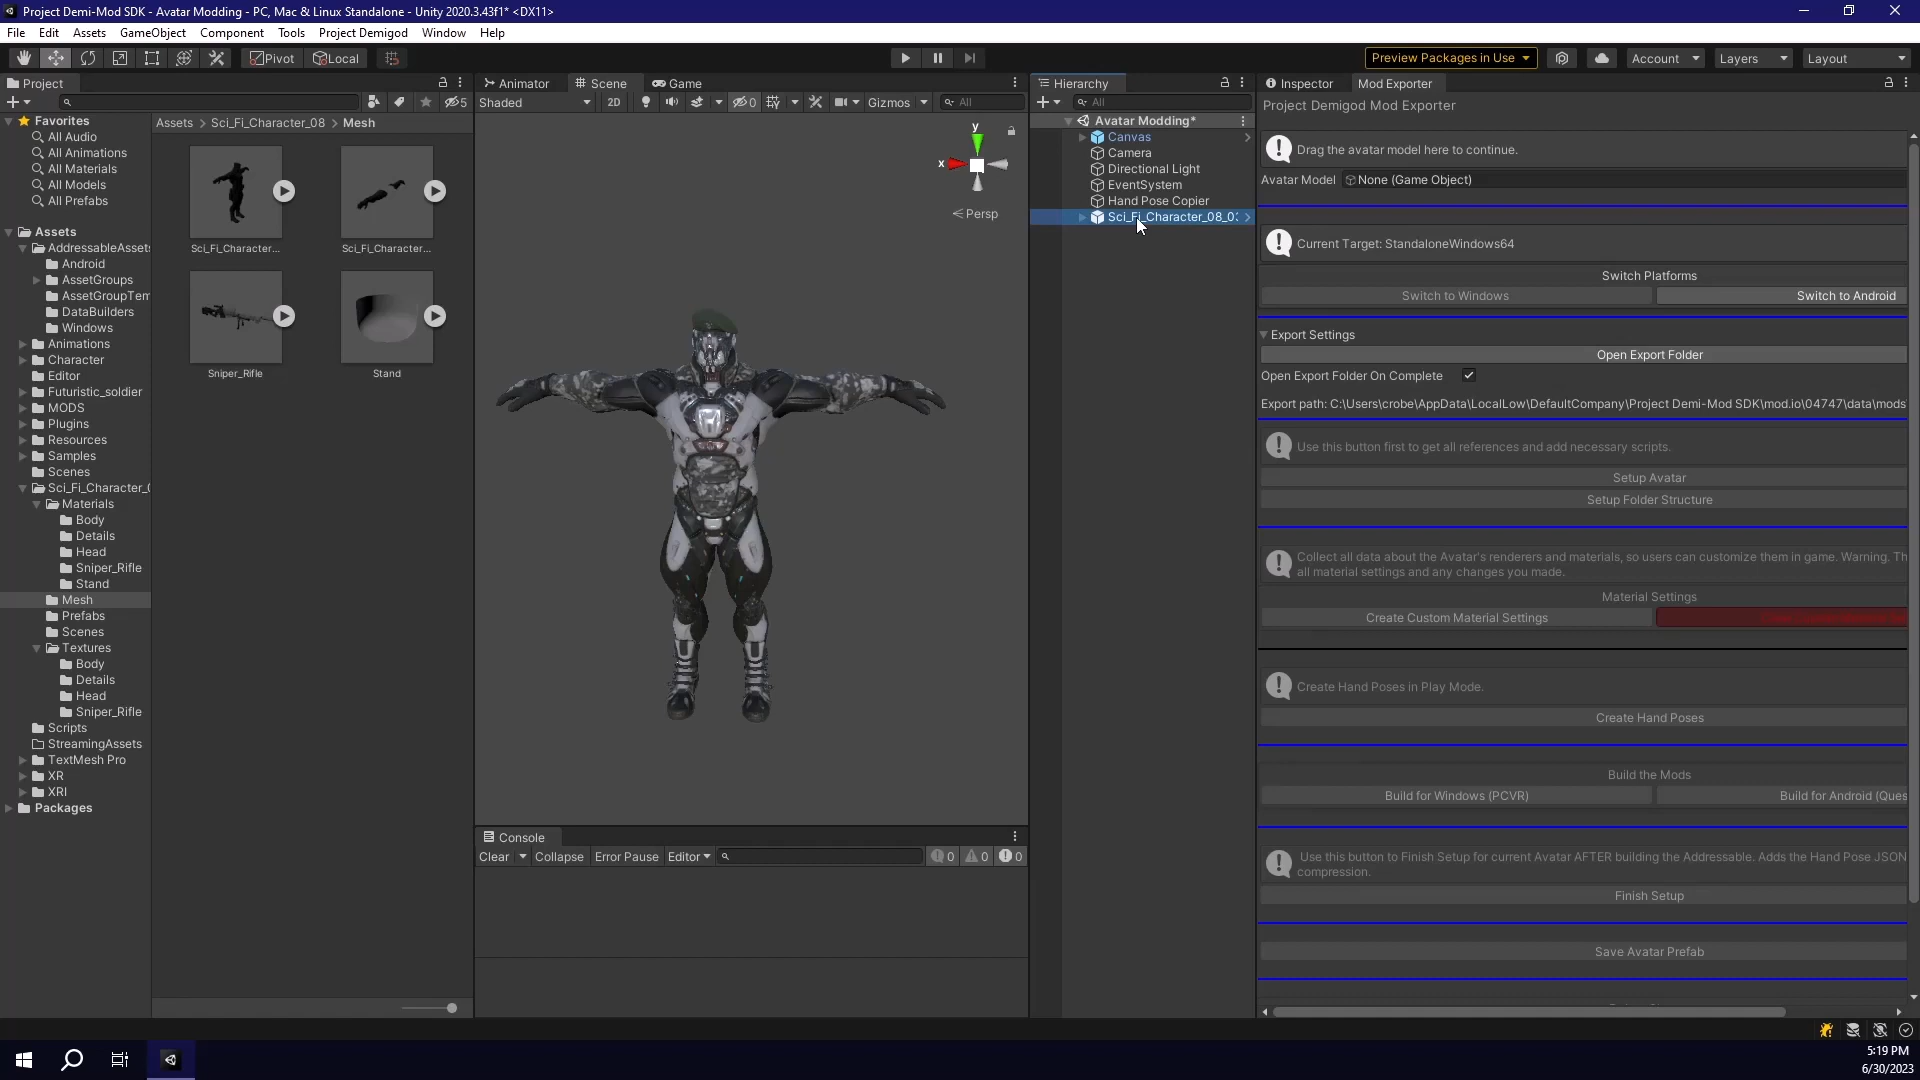 Project Demi-Mod SDK - Avatar Modding - PC, Mac & Linux Standalone - Unity 2020.3.43f1* <DX11>
File Edit Assets GameObject Component Tools Project Demigod Window Help
Pivot Local Preview Packages in Use Account Layers Layout
Project
5
Favorites
All Audio
All Animations
All Materials
All Models
All Prefabs
Assets
AddressableAssets
Android
AssetGroups
AssetGroupTem
DataBuilders
Windows
Animations
Character
Editor
Futuristic_soldier
MODS
Plugins
Resources
Samples
Scenes
Sci_Fi_Character_0
Materials
Body
Details
Head
Sniper_Rifle
Stand
Mesh
Prefabs
Scenes
Textures
Body
Details
Head
Sniper_Rifle
Scripts
StreamingAssets
TextMesh Pro
XR
XRI
Packages
Assets > Sci_Fi_Character_08 > Mesh
Sci_Fi_Character... Sci_Fi_Character...
Sniper_Rifle Stand
Animator Scene Game
Shaded 2D 0 Gizmos All
y
x
Persp
Console
Clear Collapse Error Pause Editor 0 0 0
Hierarchy
All
Avatar Modding*
Canvas
Camera
Directional Light
EventSystem
Hand Pose Copier
Sci_Fi_Character_08_03
Inspector Mod Exporter
Project Demigod Mod Exporter
Drag the avatar model here to continue.
Avatar Model None (Game Object)
Current Target: StandaloneWindows64
Switch Platforms
Switch to Windows Switch to Android
Export Settings
Open Export Folder
Open Export Folder On Complete
Export path: C:\Users\crobe\AppData\LocalLow\DefaultCompany\Project Demi-Mod SDK\mod.io\04747\data\mods
Use this button first to get all references and add necessary scripts.
Setup Avatar
Setup Folder Structure
Collect all data about the Avatar's renderers and materials, so users can customize them in game. Warning. Th
all material settings and any changes you made.
Material Settings
Create Custom Material Settings
Create Hand Poses in Play Mode.
Create Hand Poses
Build the Mods
Build for Windows (PCVR) Build for Android (Ques
Use this button to Finish Setup for current Avatar AFTER building the Addressable. Adds the Hand Pose JSON
compression.
Finish Setup
Save Avatar Prefab
5:19 PM
6/30/2023